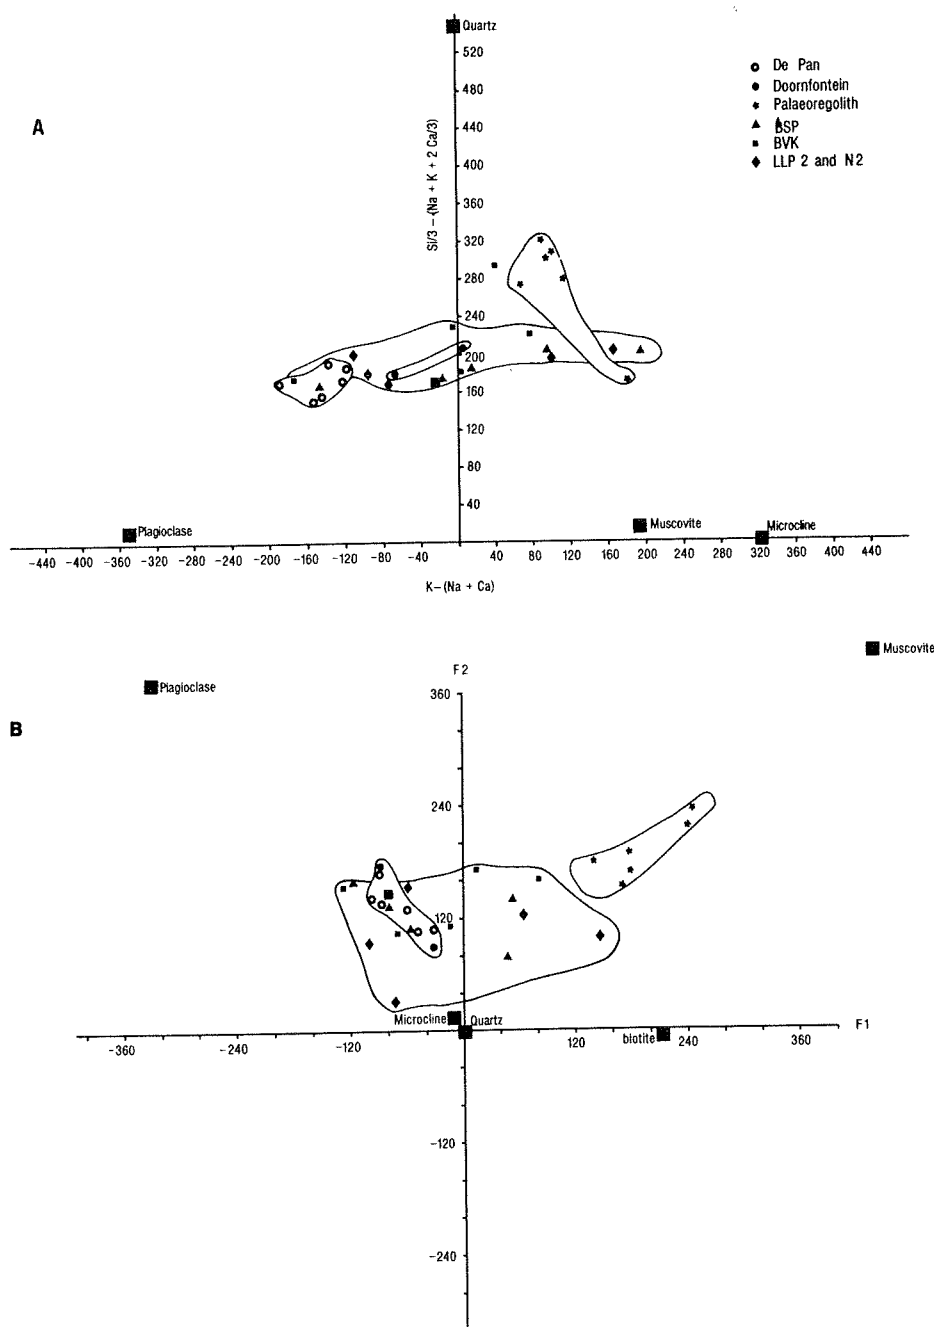 A
Quartz
520
480
440
400
360
320
280
240
200
160
120
80
40
Si/3 – (Na + K + 2 Ca/3)
De Pan
Doornfontein
Palaeoregolith
BSP
BVK
LLP 2 and N2
Plagioclase
Muscovite
Microcline
-440 -400 -360 -320 -280 -240 -200 -160 -120 -80 -40 40 80 120 160 200 240 280 320 360 400 440
K–(Na + Ca)
B
Muscovite
Plagioclase
F2
360
240
120
Microcline
Quartz
biotite
F1
-360 -240 -120 120 240 360
-120
-240